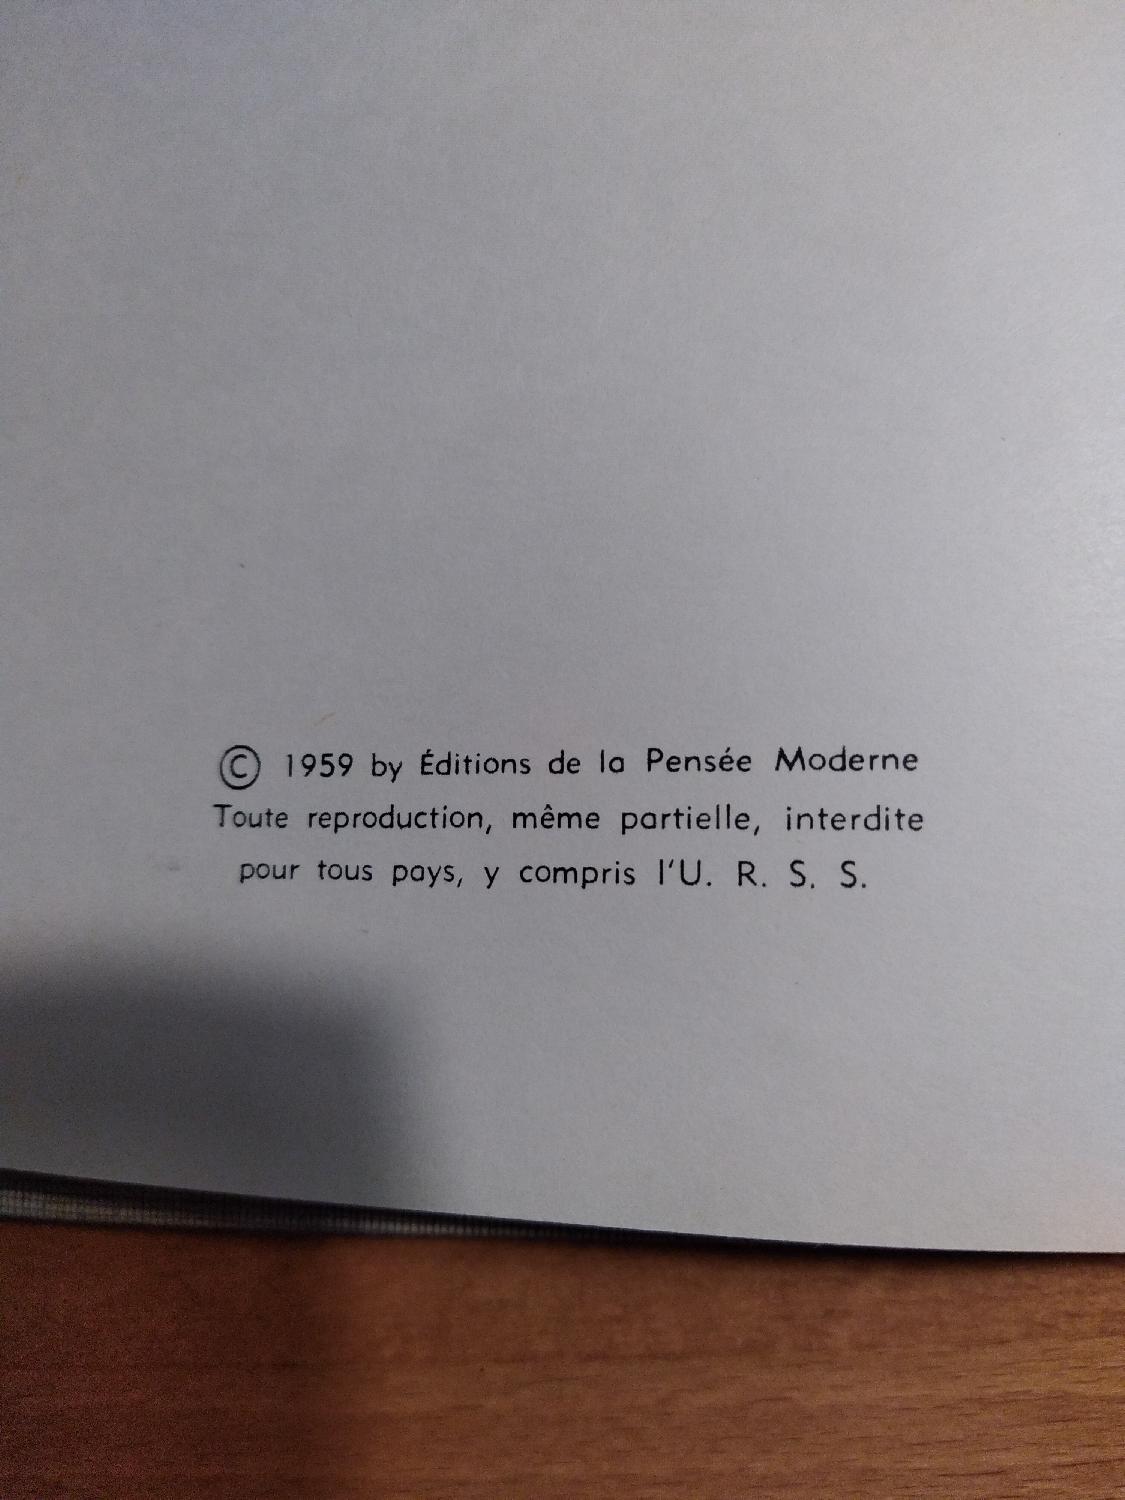 © 1959 by Éditions de la Pensée Moderne
Toute reproduction, même partielle, interdite
pour tous pays, y compris l'U. R. S. S.